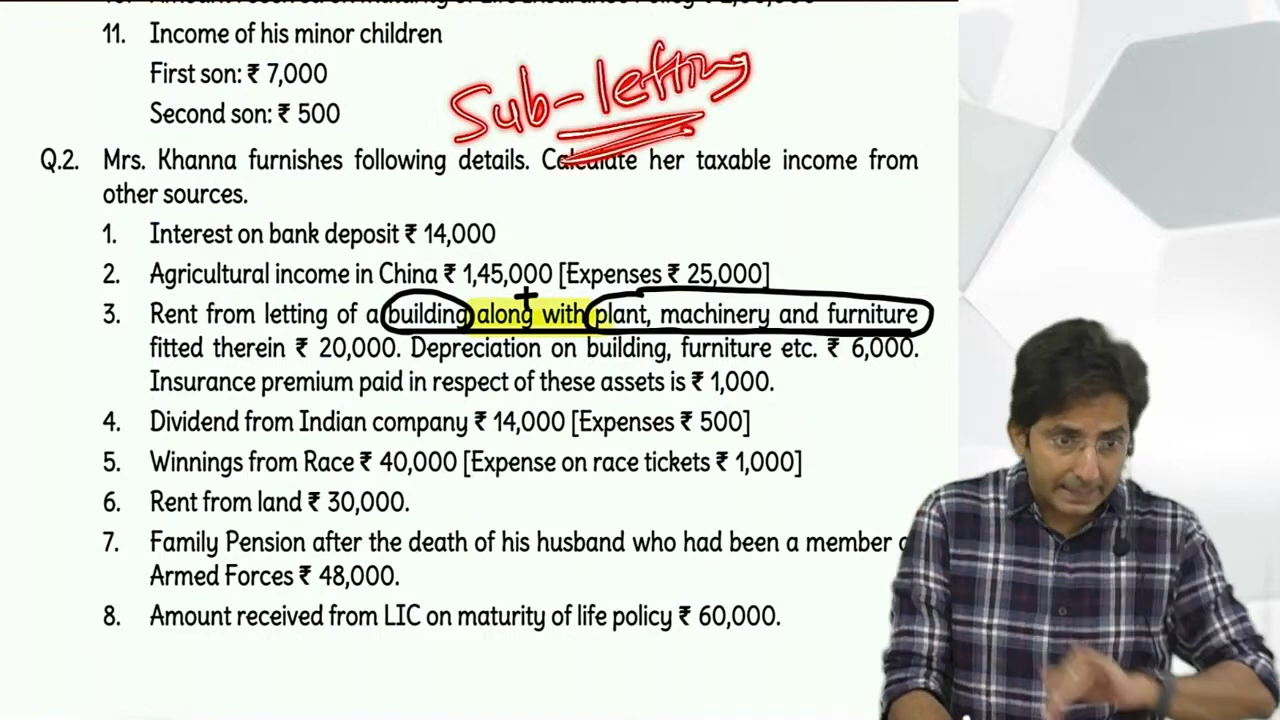 11. Income of his minor children
First son: ₹ 7,000
Second son: ₹ 500
Sub-letting
Q.2. Mrs. Khanna furnishes following details. Calculate her taxable income from
other sources.
1. Interest on bank deposit ₹ 14,000
2. Agricultural income in China ₹ 1,45,000 [Expenses ₹ 25,000]
+
3. Rent from letting of a building along with plant, machinery and furniture
fitted therein ₹ 20,000. Depreciation on building, furniture etc. ₹ 6,000.
Insurance premium paid in respect of these assets is ₹ 1,000.
4. Dividend from Indian company ₹ 14,000 [Expenses ₹ 500]
5. Winnings from Race ₹ 40,000 [Expense on race tickets ₹ 1,000]
6. Rent from land ₹ 30,000.
7. Family Pension after the death of his husband who had been a member
Armed Forces ₹ 48,000.
8. Amount received from LIC on maturity of life policy ₹ 60,000.